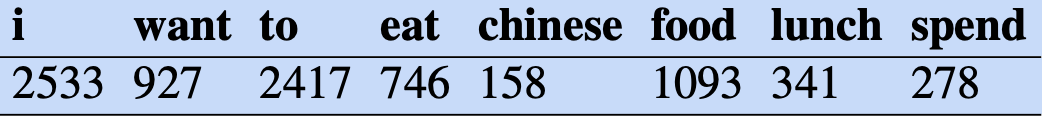 i want to eat chinese food lunch spend
2533 927 2417 746 158 1093 341 278